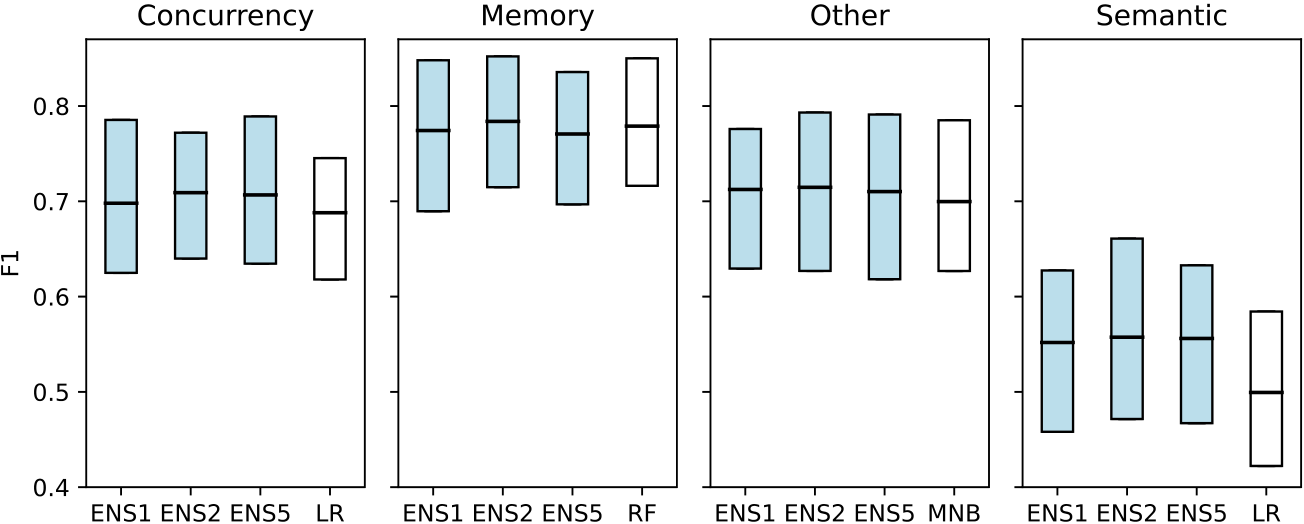 Concurrency Memory Other Semantic
0.8
0.7
0.6
0.5
0.4
F1
ENS1 ENS2 ENS5 LR ENS1 ENS2 ENS5 RF ENS1 ENS2 ENS5 MNB ENS1 ENS2 ENS5 LR